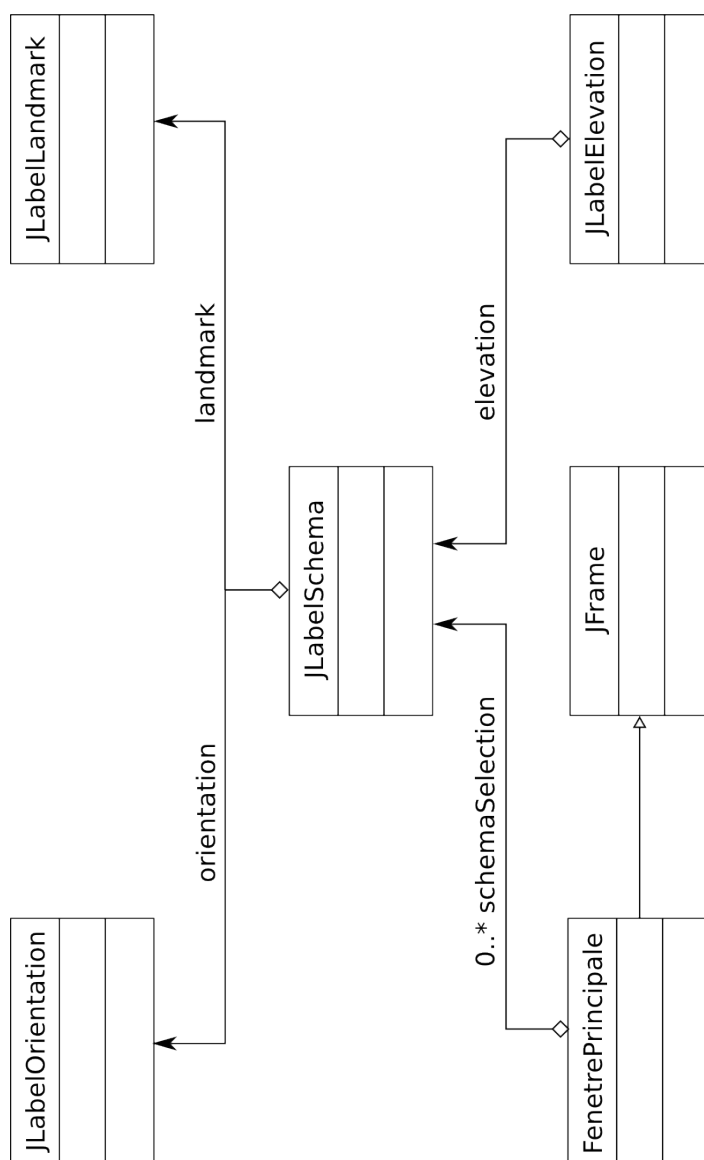 JLabelOrientation
JLabelLandmark
orientation
landmark
JLabelSchema
0..* schemaSelection
elevation
FenetrePrincipale
JFrame
JLabelElevation